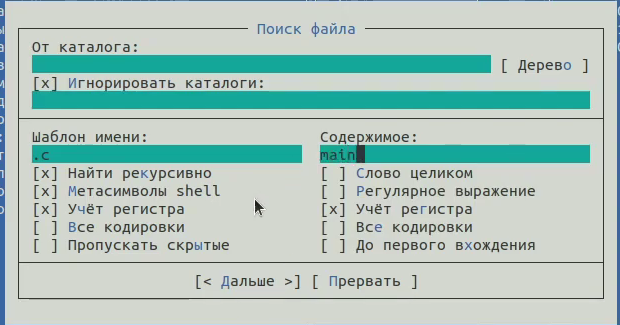 Поиск файла
От каталога:
[ Дерево ]
[x] Игнорировать каталоги:
Шаблон имени: Содержимое:
.c main
[x] Найти рекурсивно [ ] Слово целиком
[x] Метасимволы shell [ ] Регулярное выражение
[x] Учёт регистра [x] Учёт регистра
[ ] Все кодировки [ ] Все кодировки
[ ] Пропускать скрытые [ ] До первого вхождения
[< Дальше >] [ Прервать ]